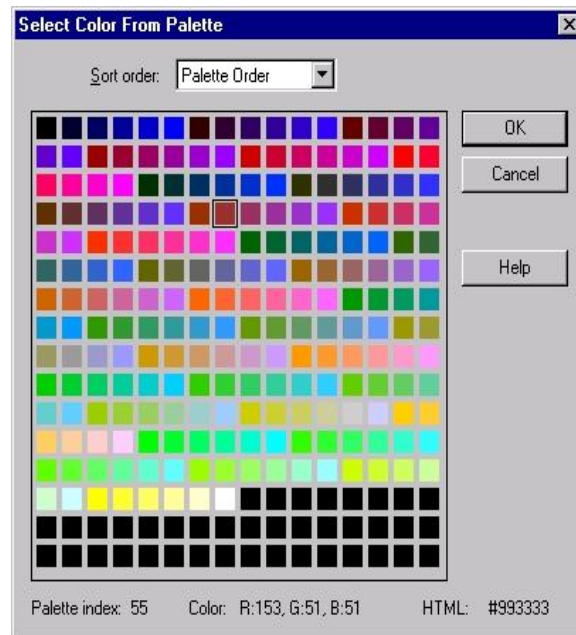 Select Color From Palette
Sort order: Palette Order
OK
Cancel
Help
Palette index: 55 Color: R:153, G:51, B:51 HTML: #993333